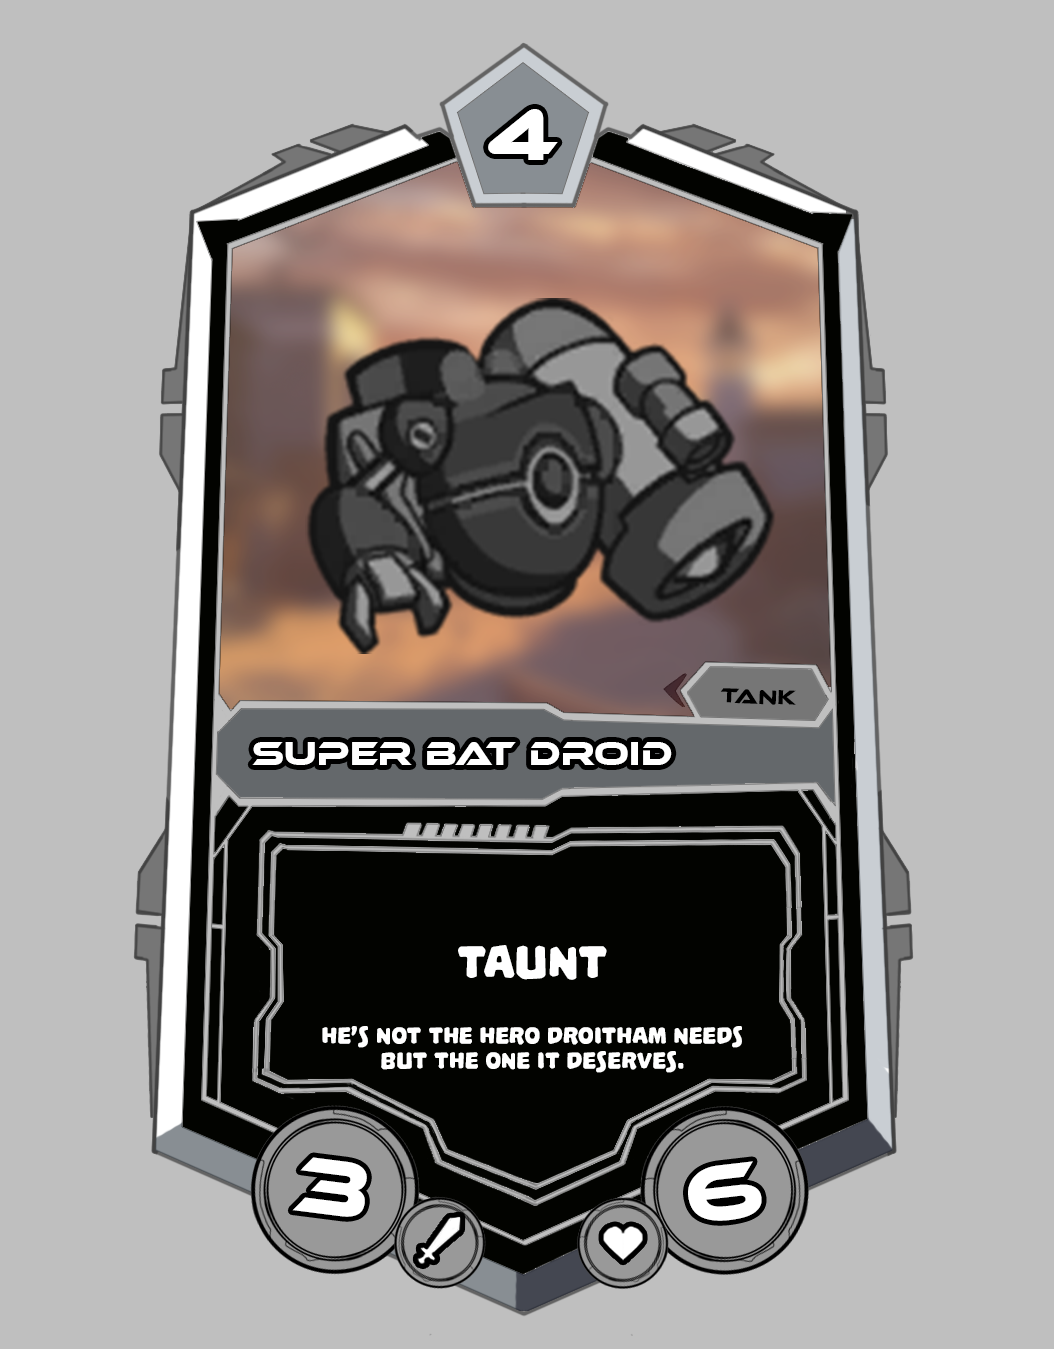 4
TANK
SUPER BAT DROID
TAUNT
HE'S NOT THE HERO DROITHAM NEEDS
BUT THE ONE IT DESERVES.
3
6